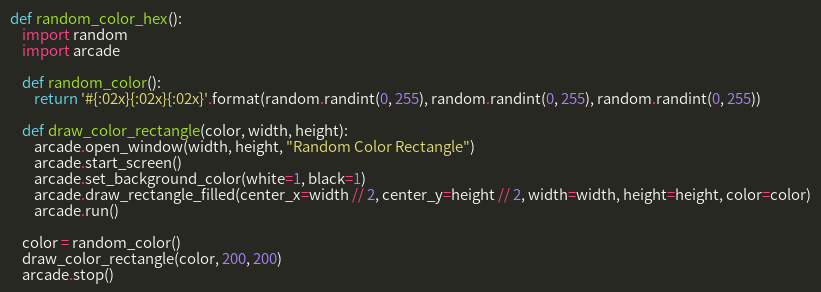 def random_color_hex():
import random
import arcade
def random_color():
return '#{:02x}{:02x}{:02x}'.format(random.randint(0, 255), random.randint(0, 255), random.randint(0, 255))
def draw_color_rectangle(color, width, height):
arcade.open_window(width, height, "Random Color Rectangle")
arcade.start_screen()
arcade.set_background_color(white=1, black=1)
arcade.draw_rectangle_filled(center_x=width // 2, center_y=height // 2, width=width, height=height, color=color)
arcade.run()
color = random_color()
draw_color_rectangle(color, 200, 200)
arcade.stop()